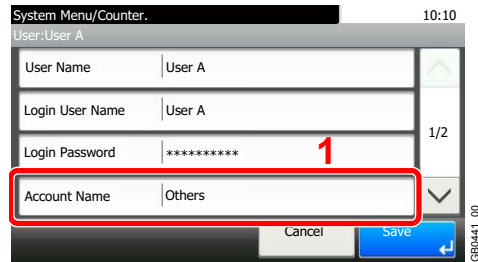 System Menu/Counter. 10:10
User:User A
User Name User A
Login User Name User A
1/2
Login Password ********** 1
Account Name Others
Cancel Save
GB0441_00